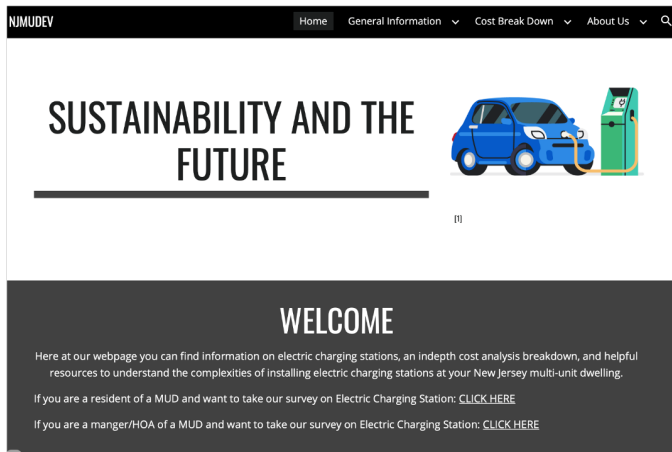 NJMUDEV
Home General Information Cost Break Down About Us
SUSTAINABILITY AND THE
FUTURE
[1]
WELCOME
Here at our webpage you can find information on electric charging stations, an indepth cost analysis breakdown, and helpful
resources to understand the complexities of installing electric charging stations at your New Jersey multi-unit dwelling.
If you are a resident of a MUD and want to take our survey on Electric Charging Station: CLICK HERE
If you are a manger/HOA of a MUD and want to take our survey on Electric Charging Station: CLICK HERE